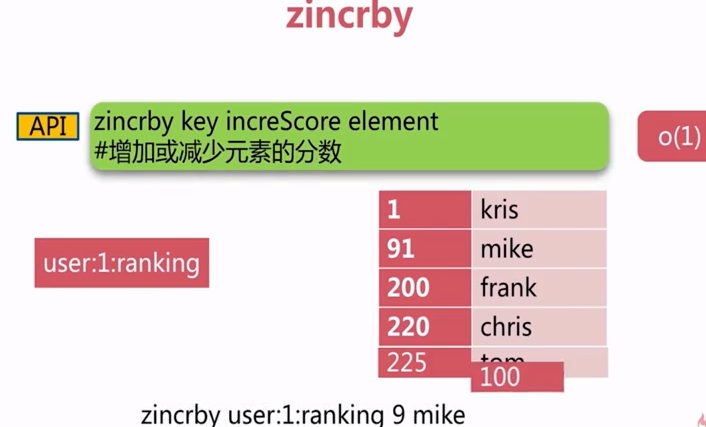 zincrby
API
zincrby key increScore element
#增加或减少元素的分数
o(1)
user:1:ranking
1 kris
91 mike
200 frank
220 chris
225 tom
100
zincrby user:1:ranking 9 mike